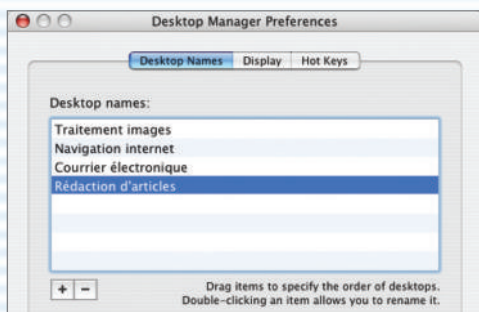 Desktop Manager Preferences
Desktop Names Display Hot Keys
Desktop names:
Traitement images
Navigation internet
Courrier électronique
Rédaction d'articles
+ -
Drag items to specify the order of desktops.
Double-clicking an item allows you to rename it.